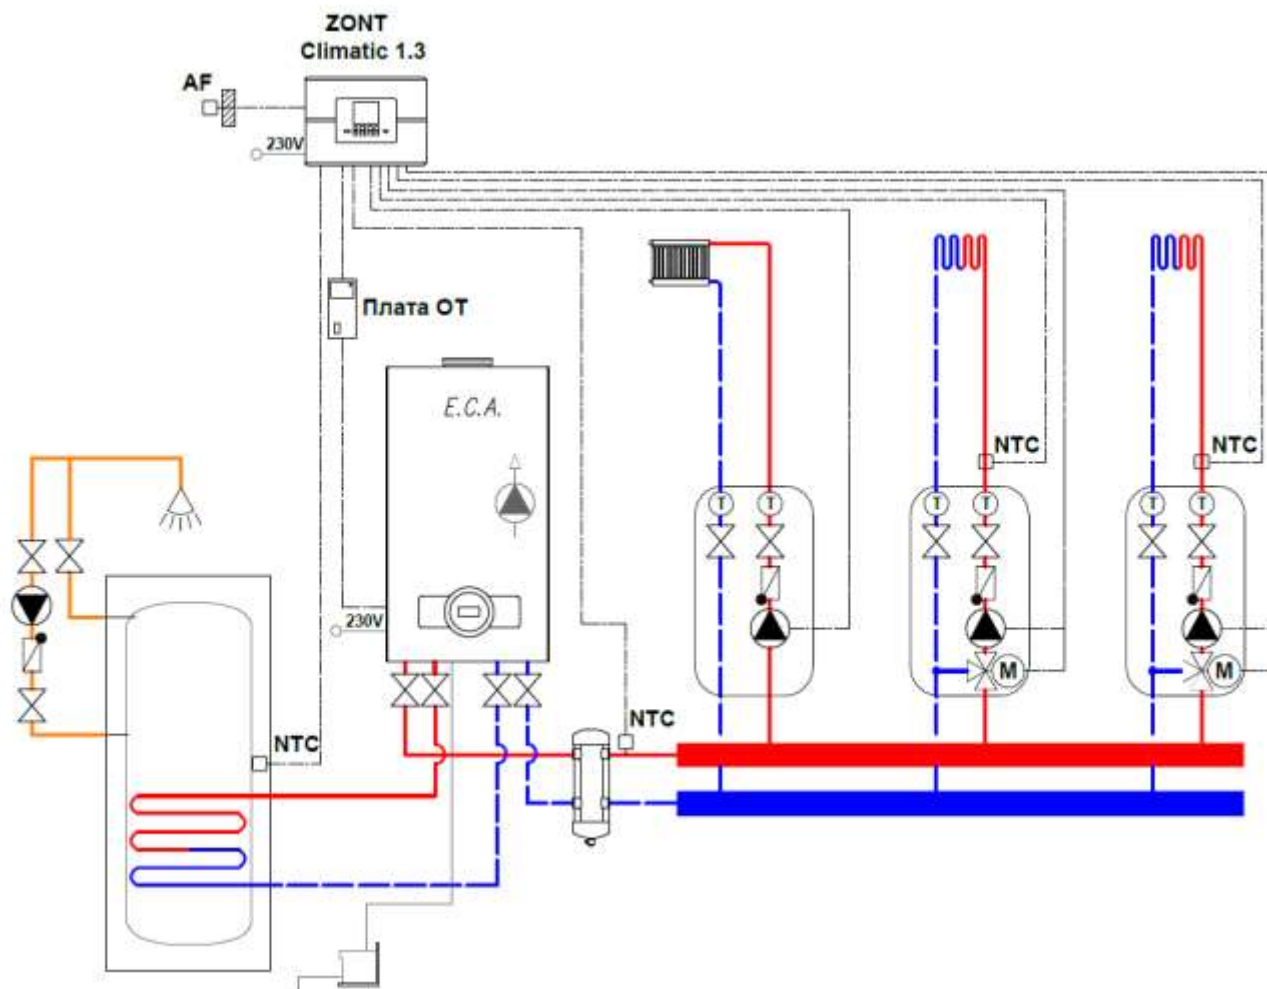 ZONT
Climatic 1.3
AF
230V
Плата ОТ
E.C.A.
NTC
NTC
T
T
T
T
T
T
230V
M
M
NTC
NTC